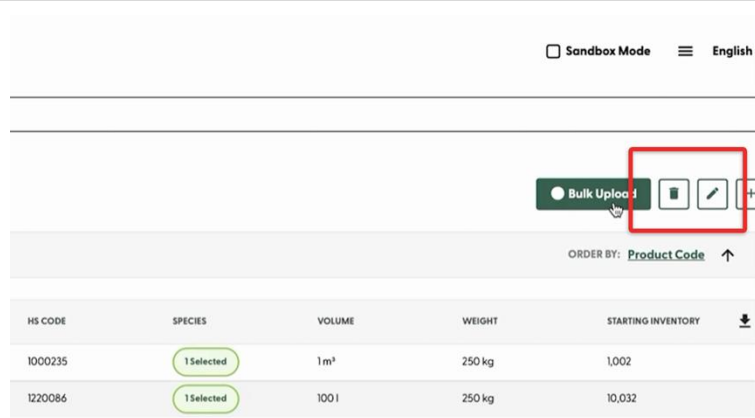 Sandbox Mode English
Bulk Upload
ORDER BY: Product Code
HS CODE SPECIES VOLUME WEIGHT STARTING INVENTORY
1000235 1 Selected 1 m³ 250 kg 1,002
1220086 1 Selected 100 l 250 kg 10,032